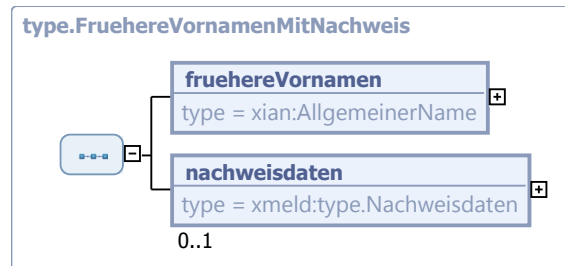 type.FruehereVornamenMitNachweis
fruehereVornamen
type = xian:AllgemeinerName
nachweisdaten
type = xmeld:type.Nachweisdaten
0..1